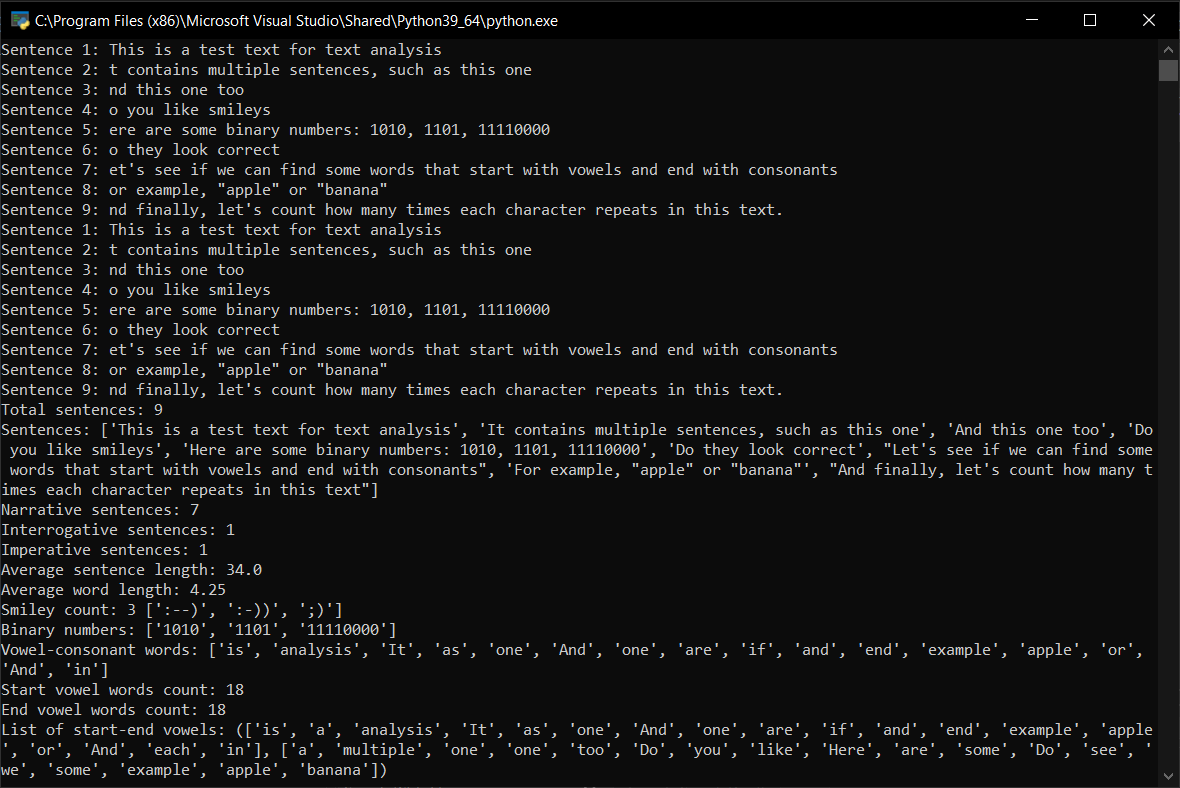 C:\Program Files (x86)\Microsoft Visual Studio\Shared\Python39_64\python.exe
Sentence 1: This is a test text for text analysis
Sentence 2: t contains multiple sentences, such as this one
Sentence 3: nd this one too
Sentence 4: o you like smileys
Sentence 5: ere are some binary numbers: 1010, 1101, 11110000
Sentence 6: o they look correct
Sentence 7: et's see if we can find some words that start with vowels and end with consonants
Sentence 8: or example, "apple" or "banana"
Sentence 9: nd finally, let's count how many times each character repeats in this text.
Sentence 1: This is a test text for text analysis
Sentence 2: t contains multiple sentences, such as this one
Sentence 3: nd this one too
Sentence 4: o you like smileys
Sentence 5: ere are some binary numbers: 1010, 1101, 11110000
Sentence 6: o they look correct
Sentence 7: et's see if we can find some words that start with vowels and end with consonants
Sentence 8: or example, "apple" or "banana"
Sentence 9: nd finally, let's count how many times each character repeats in this text.
Total sentences: 9
Sentences: ['This is a test text for text analysis', 'It contains multiple sentences, such as this one', 'And this one too', 'Do
 you like smileys', 'Here are some binary numbers: 1010, 1101, 11110000', 'Do they look correct', "Let's see if we can find some
 words that start with vowels and end with consonants", 'For example, "apple" or "banana"', "And finally, let's count how many t
imes each character repeats in this text"]
Narrative sentences: 7
Interrogative sentences: 1
Imperative sentences: 1
Average sentence length: 34.0
Average word length: 4.25
Smiley count: 3 [':--)', ':-))', ';)']
Binary numbers: ['1010', '1101', '11110000']
Vowel-consonant words: ['is', 'analysis', 'It', 'as', 'one', 'And', 'one', 'are', 'if', 'and', 'end', 'example', 'apple', 'or',
'And', 'in']
Start vowel words count: 18
End vowel words count: 18
List of start-end vowels: (['is', 'a', 'analysis', 'It', 'as', 'one', 'And', 'one', 'are', 'if', 'and', 'end', 'example', 'apple
', 'or', 'And', 'each', 'in'], ['a', 'multiple', 'one', 'one', 'too', 'Do', 'you', 'like', 'Here', 'are', 'some', 'Do', 'see', '
we', 'some', 'example', 'apple', 'banana'])